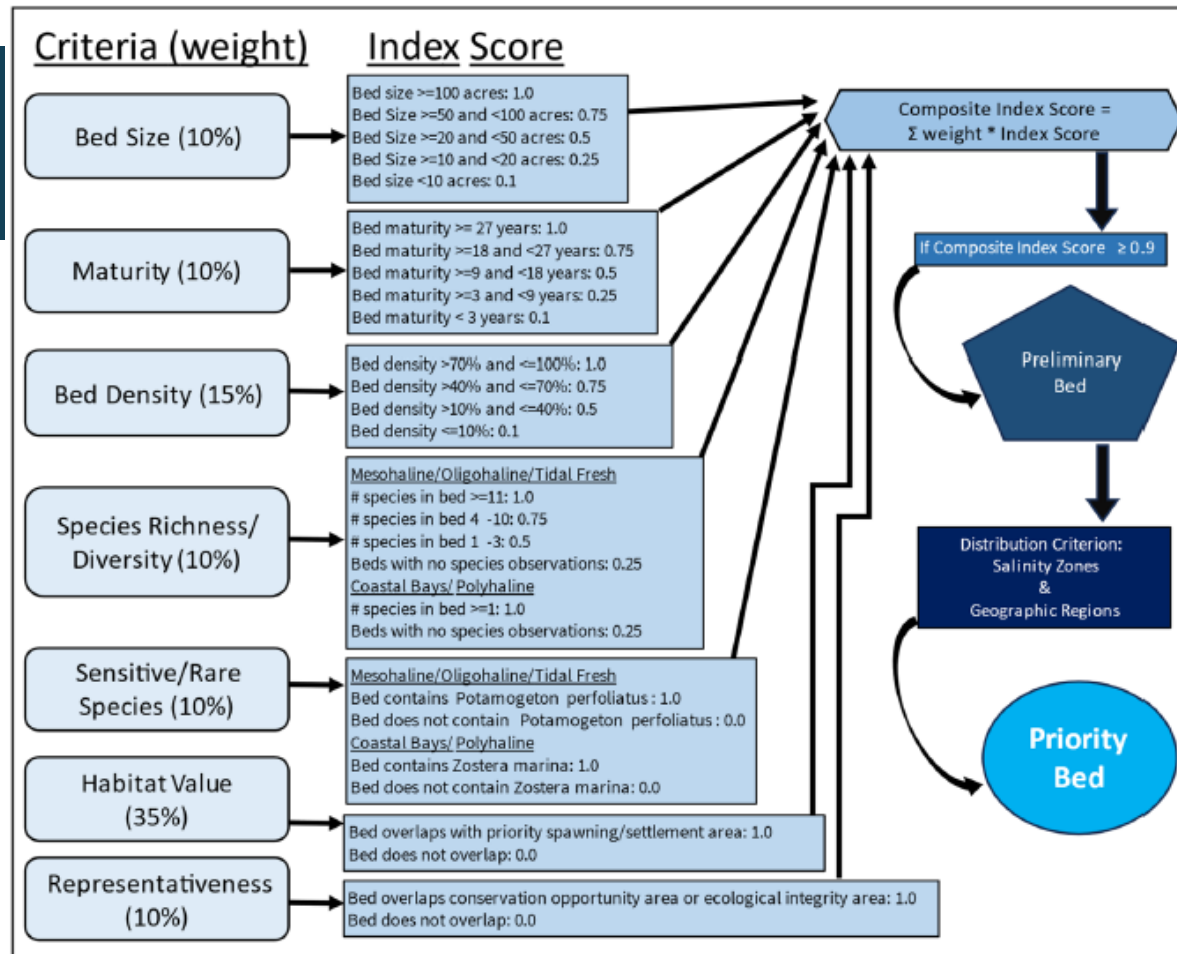 Criteria (weight)
Index Score
Bed Size (10%)
Bed size >=100 acres: 1.0
Bed Size >=50 and <100 acres: 0.75
Bed Size >=20 and <50 acres: 0.5
Bed Size >=10 and <20 acres: 0.25
Bed size <10 acres: 0.1
Maturity (10%)
Bed maturity >= 27 years: 1.0
Bed maturity >=18 and <27 years: 0.75
Bed maturity >=9 and <18 years: 0.5
Bed maturity >=3 and <9 years: 0.25
Bed maturity < 3 years: 0.1
Bed Density (15%)
Bed density >70% and <=100%: 1.0
Bed density >40% and <=70%: 0.75
Bed density >10% and <=40%: 0.5
Bed density <=10%: 0.1
Species Richness/
Diversity (10%)
Mesohaline/Oligohaline/Tidal Fresh
# species in bed >=11: 1.0
# species in bed 4 -10: 0.75
# species in bed 1 -3: 0.5
Beds with no species observations: 0.25
Coastal Bays/ Polyhaline
# species in bed >=1: 1.0
Beds with no species observations: 0.25
Sensitive/Rare
Species (10%)
Mesohaline/Oligohaline/Tidal Fresh
Bed contains Potamogeton perfoliatus : 1.0
Bed does not contain Potamogeton perfoliatus : 0.0
Coastal Bays/ Polyhaline
Bed contains Zostera marina: 1.0
Bed does not contain Zostera marina: 0.0
Habitat Value
(35%)
Bed overlaps with priority spawning/settlement area: 1.0
Bed does not overlap: 0.0
Representativeness
(10%)
Bed overlaps conservation opportunity area or ecological integrity area: 1.0
Bed does not overlap: 0.0
Composite Index Score =
Σ weight * Index Score
If Composite Index Score ≥ 0.9
Preliminary
Bed
Distribution Criterion:
Salinity Zones
&
Geographic Regions
Priority
Bed